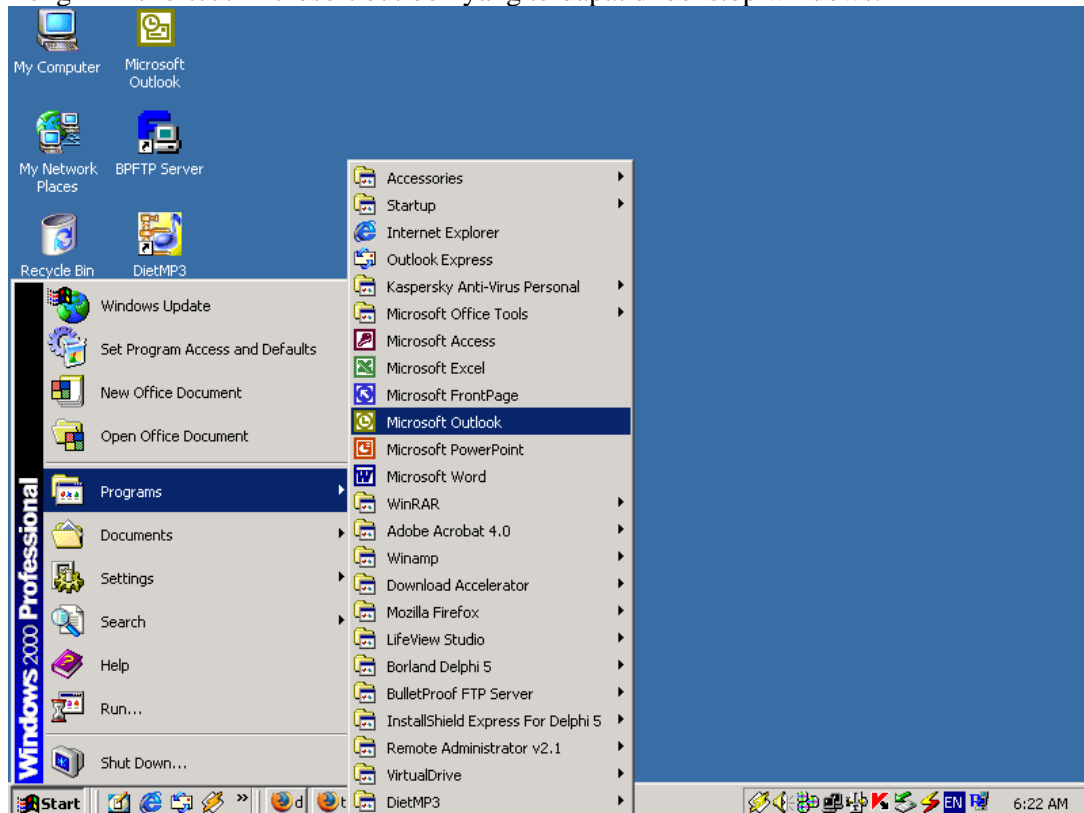 shortcut yang windows.
My Computer
Microsoft Outlook
My Network Places
BPFTP Server
Recycle Bin
DietMP3
Windows Update
Set Program Access and Defaults
New Office Document
Open Office Document
Programs
Documents
Settings
Search
Help
Run...
Shut Down...
Windows 2000 Professional
Accessories
Startup
Internet Explorer
Outlook Express
Kaspersky Anti-Virus Personal
Microsoft Office Tools
Microsoft Access
Microsoft Excel
Microsoft FrontPage
Microsoft Outlook
Microsoft PowerPoint
Microsoft Word
WinRAR
Adobe Acrobat 4.0
Winamp
Download Accelerator
Mozilla Firefox
LifeView Studio
Borland Delphi 5
BulletProof FTP Server
InstallShield Express For Delphi 5
Remote Administrator v2.1
VirtualDrive
DietMP3
Start
»
d
t
EN
6:22 AM